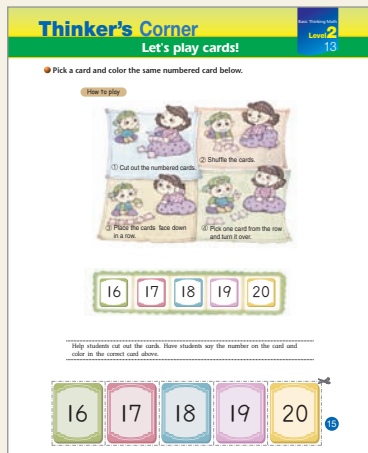 Thinker's Corner
Basic Thinking Math
Level 2
13
Let's play cards!
Pick a card and color the same numbered card below.
How to play
① Cut out the numbered cards.
② Shuffle the cards.
③ Place the cards face down
in a row.
④ Pick one card from the row
and turn it over.
16 17 18 19 20
Help students cut out the cards. Have students say the number on the card and
color in the correct card above.
16 17 18 19 20
15